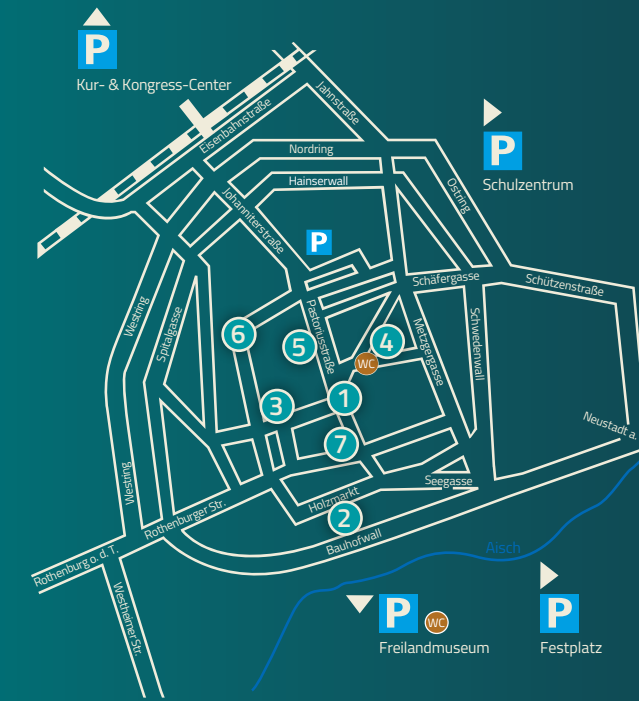 P
Kur- & Kongress-Center
Eisenbahnstraße
Jahnstraße
P
Schulzentrum
Nordring
Hainserwall
Ostring
Johanniterstraße
P
Schäfergasse
Schützenstraße
Westring
Spitalgasse
Pastoriusstraße
Metzgergasse
Schwedenwall
6
5
4
WC
3
1
7
Neustadt a.
Westring
Seegasse
Holzmarkt
2
Rothenburger Str.
Bauhofwall
Rothenburg o. d. T.
Aisch
Westheimer Str.
P
WC
Freilandmuseum
P
Festplatz